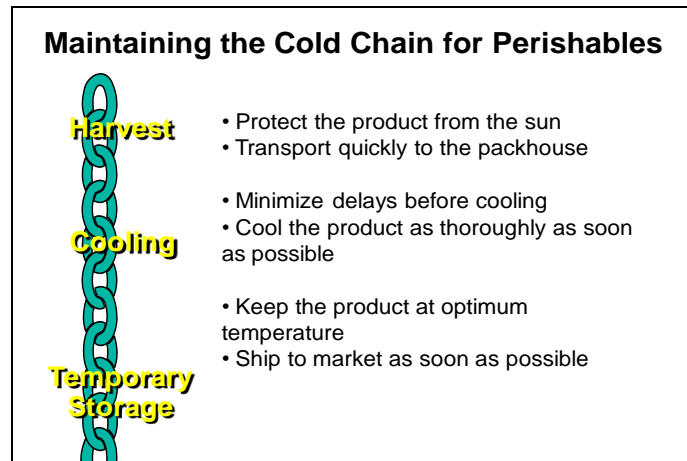 Maintaining the Cold Chain for Perishables
Harvest
• Protect the product from the sun
• Transport quickly to the packhouse
Cooling
• Minimize delays before cooling
• Cool the product as thoroughly as soon
as possible
Temporary
Storage
• Keep the product at optimum
temperature
• Ship to market as soon as possible